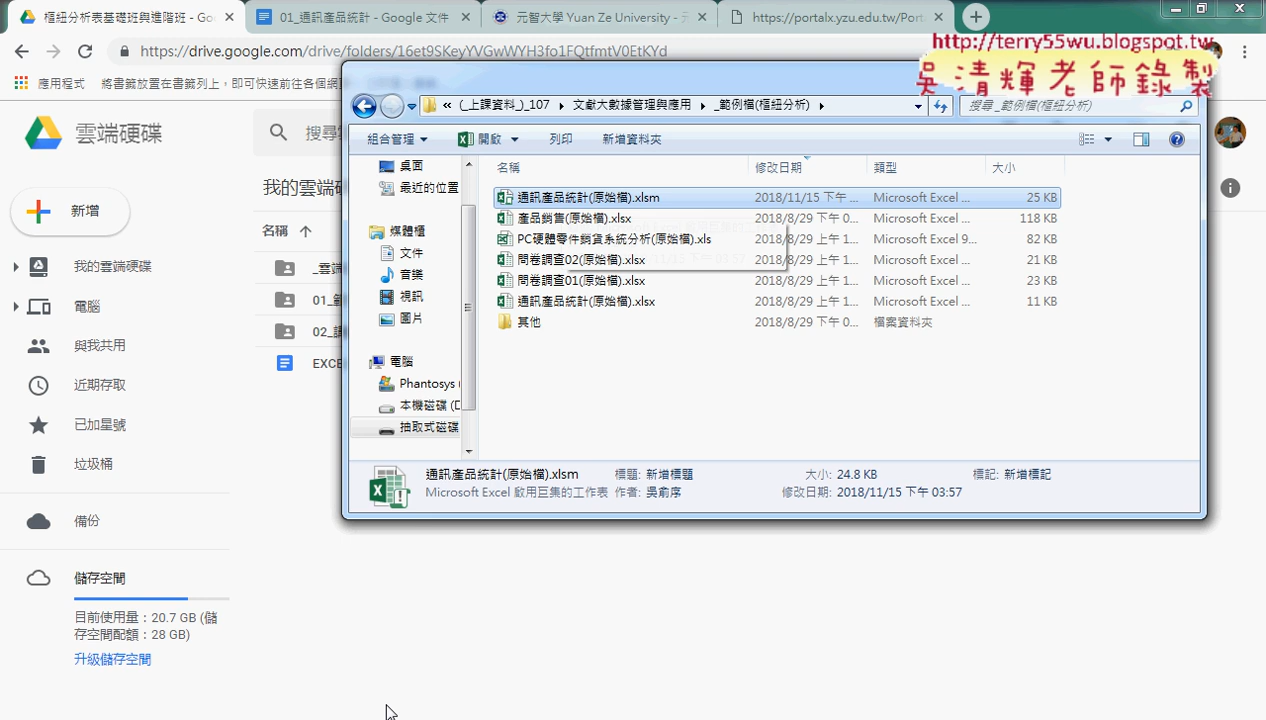 樞紐分析表基礎班與進階班 - Go
01_通訊產品統計 - Google 文件
元智大學 Yuan Ze University - 元
https://portalx.yzu.edu.tw/Port
https://drive.google.com/drive/folders/16et9SKeyYVGwWYH3fo1FQtfmtV0EtKYd
http://terry55wu.blogspot.tw
吳清輝老師錄製
應用程式
將書籤放置在書籤列上，即可快速前往各個網
雲端硬碟
搜尋
« (_上課資料_)_107 文獻大數據管理與應用 _範例檔(樞紐分析)
搜尋 _範例檔(樞紐分析)
組合管理
開啟
列印
新增資料夾
新增
我的雲端硬碟
電腦
與我共用
近期存取
已加星號
垃圾桶
備份
儲存空間
目前使用量：20.7 GB (儲
存空間配額：28 GB)
升級儲存空間
我的雲端
名稱
_雲端
01_
02_
EXCE
桌面
最近的位置
媒體櫃
文件
音樂
視訊
圖片
電腦
Phantosys (
本機磁碟 (D
抽取式磁碟
名稱 修改日期 類型 大小
通訊產品統計(原始檔).xlsm 2018/11/15 下午 ... Microsoft Excel ... 25 KB
產品銷售(原始檔).xlsx 2018/8/29 下午 0... Microsoft Excel ... 118 KB
PC硬體零件銷貨系統分析(原始檔).xls 2018/8/29 上午 1... Microsoft Excel 9... 82 KB
問卷調查02(原始檔).xlsx 2018/8/29 上午 1... Microsoft Excel ... 21 KB
問卷調查01(原始檔).xlsx 2018/8/29 上午 1... Microsoft Excel ... 23 KB
通訊產品統計(原始檔).xlsx 2018/8/29 上午 1... Microsoft Excel ... 11 KB
其他 2018/8/29 下午 0... 檔案資料夾
通訊產品統計(原始檔).xlsm 標題: 新增標題 大小: 24.8 KB 標記: 新增標記
Microsoft Excel 啟用巨集的工作表 作者: 吳俞序 修改日期: 2018/11/15 下午 03:57